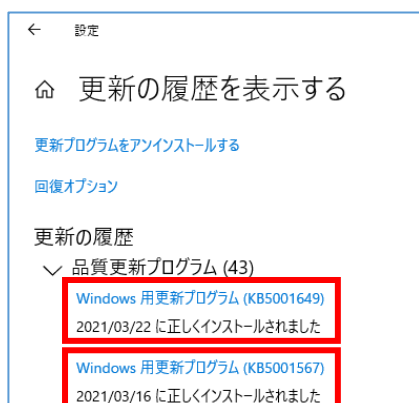 設定
更新の履歴を表示する
更新プログラムをアンインストールする
回復オプション
更新の履歴
品質更新プログラム (43)
Windows 用更新プログラム (KB5001649)
2021/03/22 に正しくインストールされました
Windows 用更新プログラム (KB5001567)
2021/03/16 に正しくインストールされました